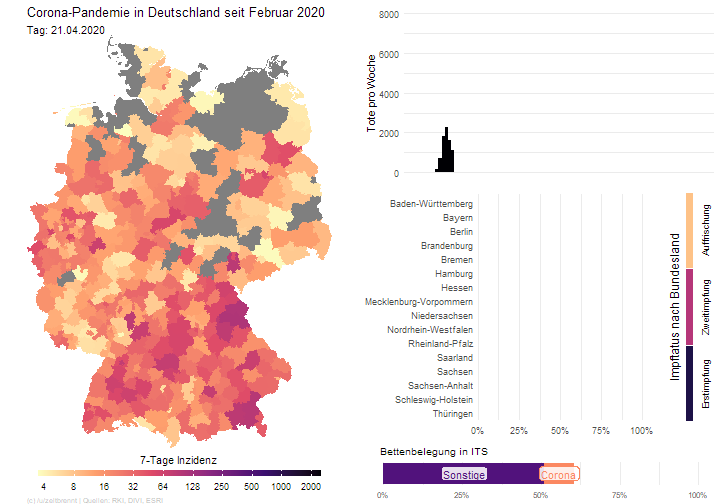 Corona-Pandemie in Deutschland seit Februar 2020
Tag: 21.04.2020
7-Tage Inzidenz
4 8 16 32 64 120 200 500 1000 2000
Tote pro Woche
8000
6000
4000
2000
0
Baden-Württemberg
Bayern
Berlin
Brandenburg
Bremen
Hamburg
Hessen
Mecklenburg-Vorpommern
Niedersachsen
Nordrhein-Westfalen
Rheinland-Pfalz
Saarland
Sachsen
Sachsen-Anhalt
Schleswig-Holstein
Thüringen
0% 25% 50% 75% 100%
Impfstatus nach Bundesland
Auffrischung
Zweitimpfung
Erstimpfung
Bettenbelegung in ITS
Sonstige Corona
0% 25% 50% 75% 100%
Quellen: RKI, DIVI, ESRI